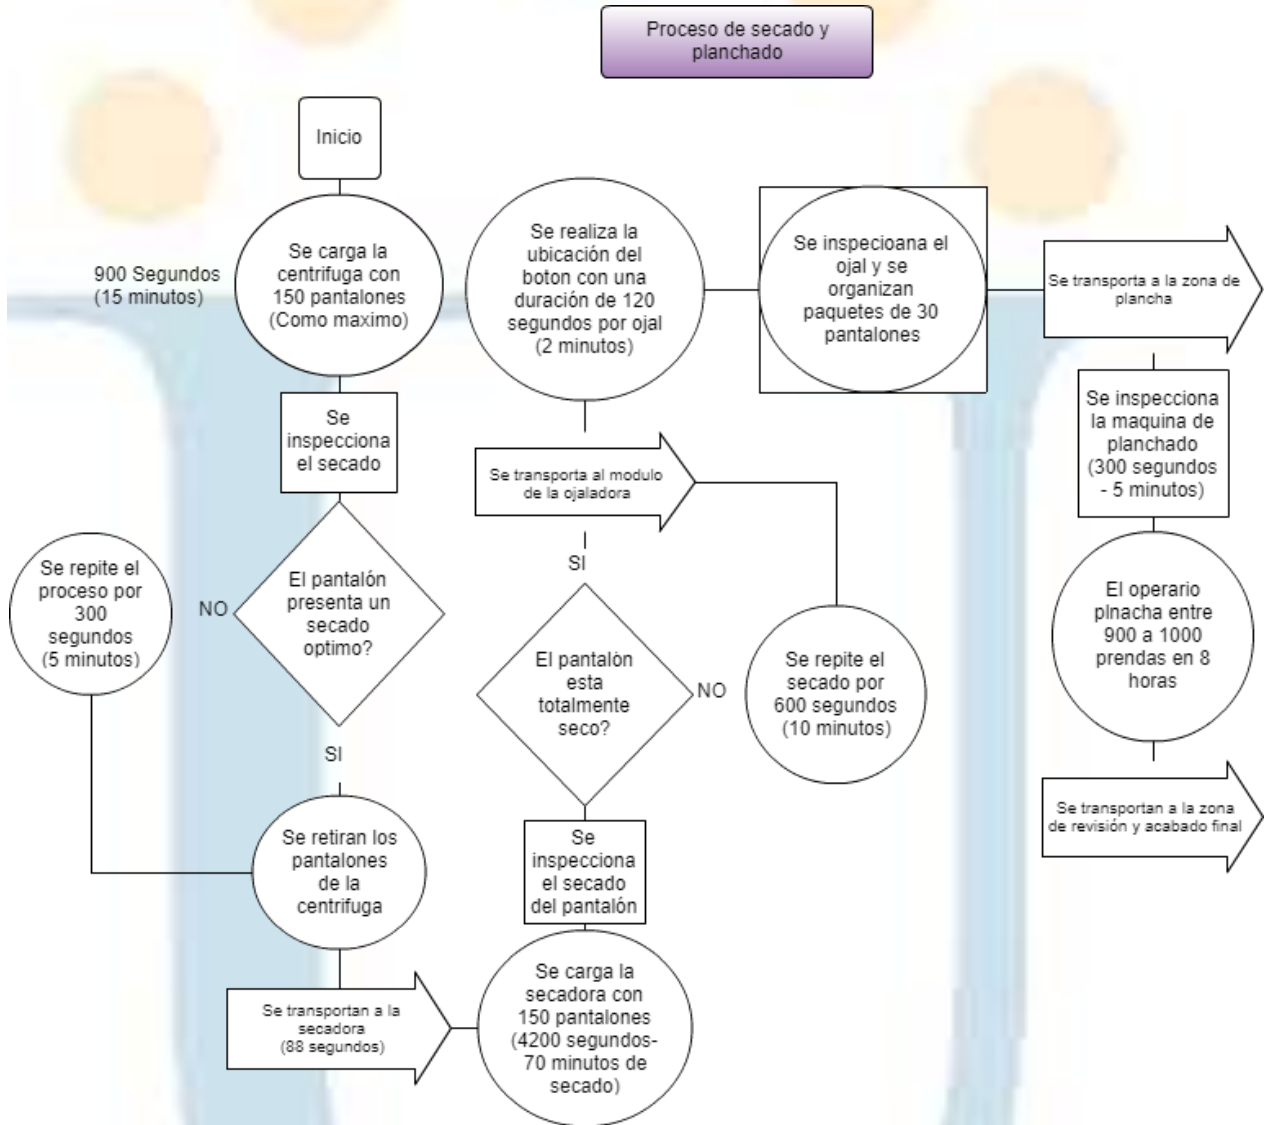 Proceso de secado y
planchado
Inicio
900 Segundos
(15 minutos)
Se carga la
centrifuga con
150 pantalones
(Como maximo)
Se
inspecciona
el secado
El pantalón
presenta un
secado
optimo?
NO
Se repite el
proceso por
300
segundos
(5 minutos)
SI
Se retiran los
pantalones
de la
centrifuga
Se transportan a la
secadora
(88 segundos)
Se carga la
secadora con
150 pantalones
(4200 segundos-
70 minutos de
secado)
Se
inspecciona
el secado
del pantalón
El pantalón
esta
totalmente
seco?
NO
Se repite el
secado por
600 segundos
(10 minutos)
SI
Se transporta al modulo
de la ojaladora
Se realiza la
ubicación del
boton con una
duración de 120
segundos por ojal
(2 minutos)
Se inspecioana el
ojal y se
organizan
paquetes de 30
pantalones
Se transporta a la zona de
plancha
Se inspecciona
la maquina de
planchado
(300 segundos
- 5 minutos)
El operario
plnacha entre
900 a 1000
prendas en 8
horas
Se transportan a la zona
de revisión y acabado final